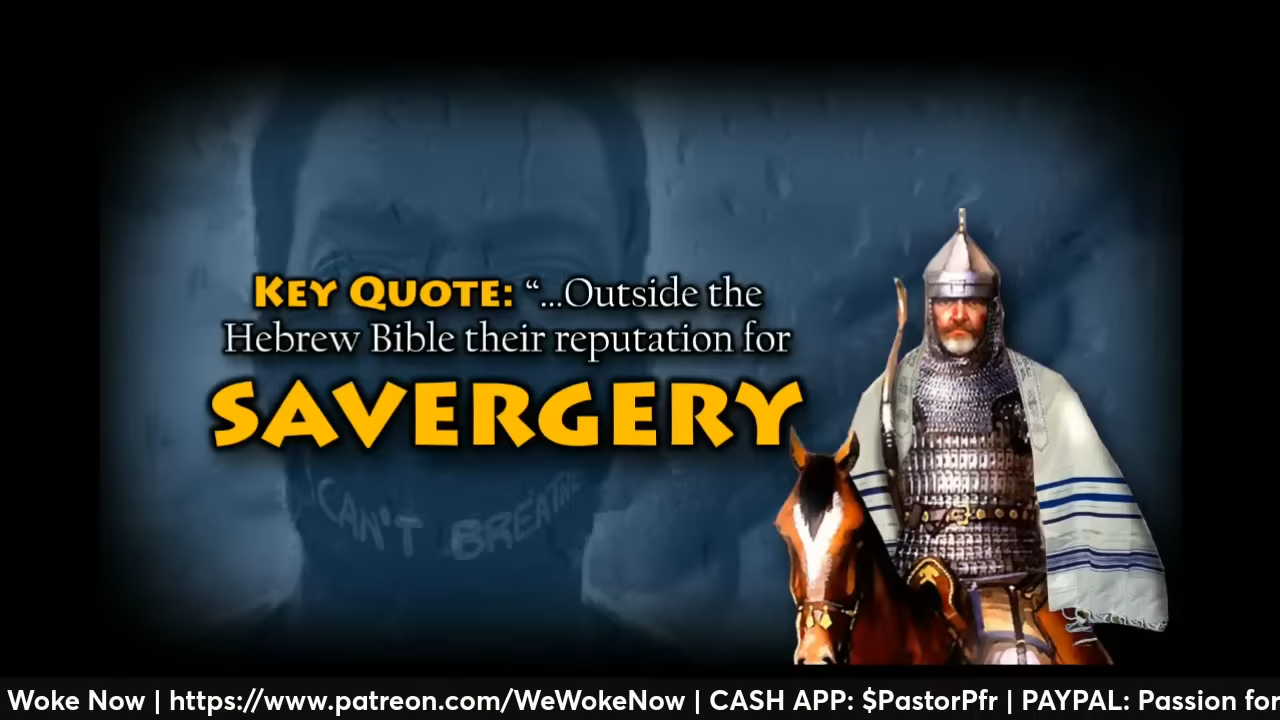 KEY QUOTE: “...Outside the
Hebrew Bible their reputation for
SAVERGERY
CAN'T BREATHE
Woke Now | https://www.patreon.com/WeWokeNow | CASH APP: $PastorPfr | PAYPAL: Passion for